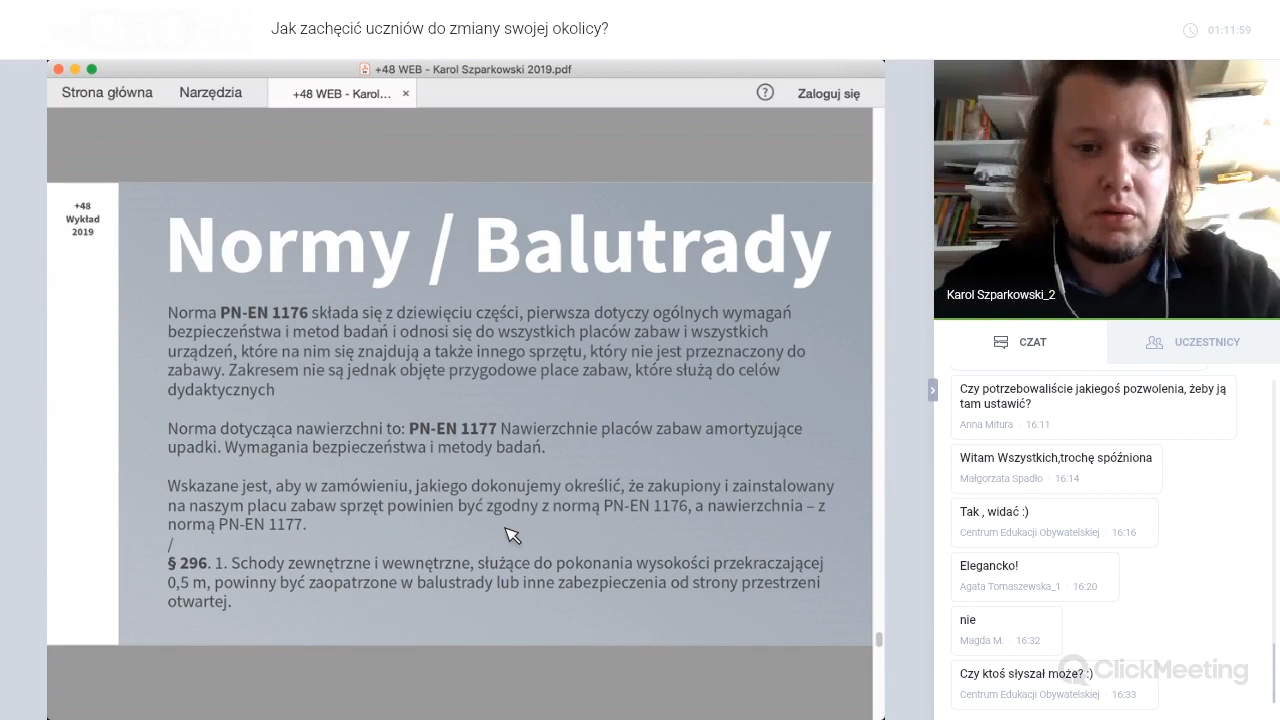 Jak zachęcić uczniów do zmiany swojej okolicy?
01:11:59
+48 WEB - Karol Szparkowski 2019.pdf
Strona główna Narzędzia +48 WEB - Karol... × ? Zaloguj się
+48
Wykład
2019
Normy / Balutrady
Norma PN-EN 1176 składa się z dziewięciu części, pierwsza dotyczy ogólnych wymagań
bezpieczeństwa i metod badań i odnosi się do wszystkich placów zabaw i wszystkich
urządzeń, które na nim się znajdują a także innego sprzętu, który nie jest przeznaczony do
zabawy. Zakresem nie są jednak objęte przygodowe place zabaw, które służą do celów
dydaktycznych
Norma dotycząca nawierzchni to: PN-EN 1177 Nawierzchnie placów zabaw amortyzujące
upadki. Wymagania bezpieczeństwa i metody badań.
Wskazane jest, aby w zamówieniu, jakiego dokonujemy określić, że zakupiony i zainstalowany
na naszym placu zabaw sprzęt powinien być zgodny z normą PN-EN 1176, a nawierzchnia – z
normą PN-EN 1177.
/
§ 296. 1. Schody zewnętrzne i wewnętrzne, służące do pokonania wysokości przekraczającej
0,5 m, powinny być zaopatrzone w balustrady lub inne zabezpieczenia od strony przestrzeni
otwartej.
Karol Szparkowski_2
CZAT UCZESTNICY
Czy potrzebowaliście jakiegoś pozwolenia, żeby ją
tam ustawić?
Anna Mitura · 16:11
Witam Wszystkich,trochę spóźniona
Małgorzata Spadło · 16:14
Tak , widać :)
Centrum Edukacji Obywatelskiej · 16:16
Elegancko!
Agata Tomaszewska_1 · 16:20
nie
Magda M. · 16:32
Czy ktoś słyszał może? :)
Centrum Edukacji Obywatelskiej · 16:33
ClickMeeting